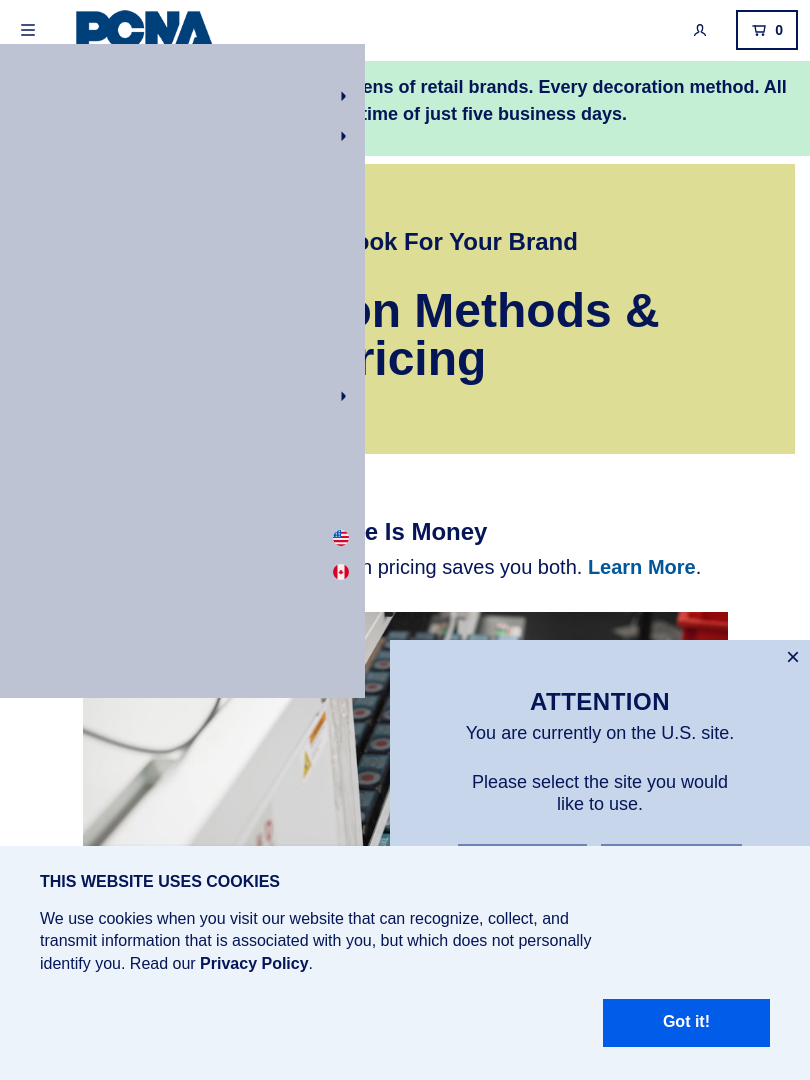 PCNA
0
of retail brands. Every decoration method. All
time of just five business days.
For Your Brand
Methods &
Is Money
pricing saves you both. Learn More.
ATTENTION
You are currently on the U.S. site.
Please select the site you would
like to use.
THIS WEBSITE USES COOKIES
We use cookies when you visit our website that can recognize, collect, and
transmit information that is associated with you, but which does not personally
identify you. Read our Privacy Policy.
Got it!